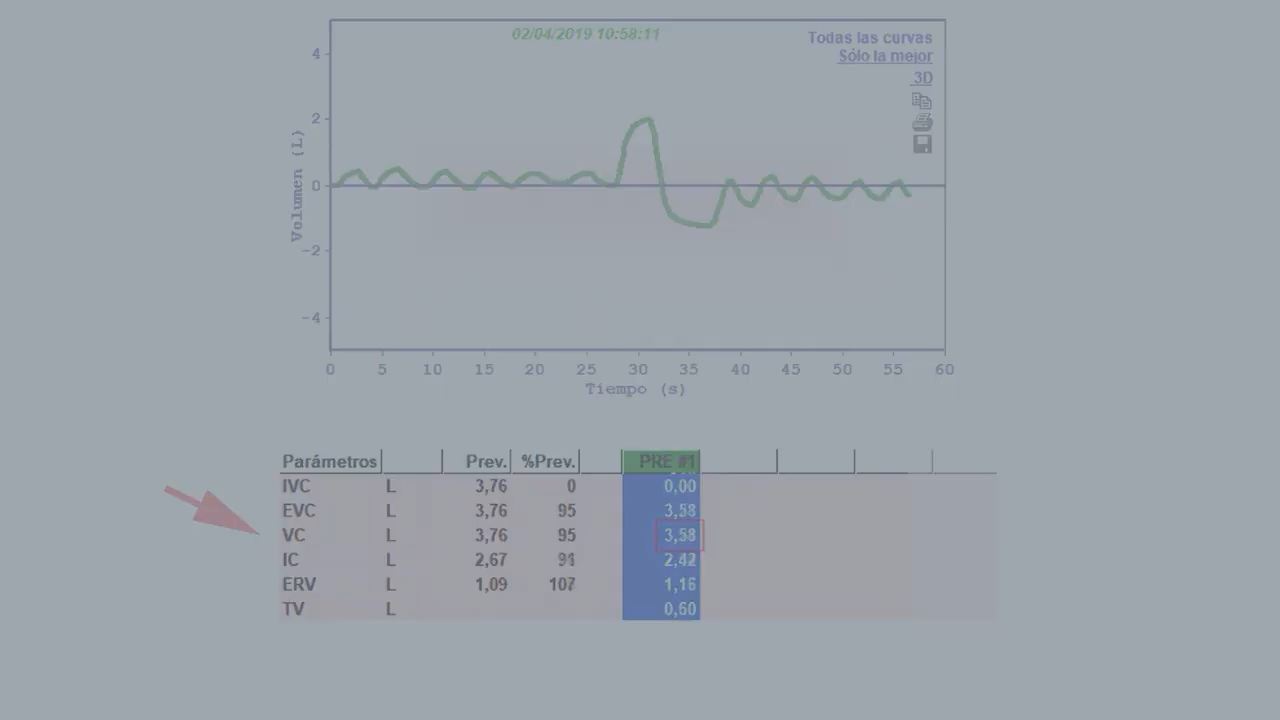 02/04/2019 10:58:11
Todas las curvas
Sólo la mejor
3D
4
2
0
-2
-4
Volumen (L)
0 5 10 15 20 25 30 35 40 45 50 55 60
Tiempo (s)
Parámetros Prev. %Prev. PRE #1
IVC L 3,76 0 0,00
EVC L 3,76 95 3,58
VC L 3,76 95 3,58
IC L 2,67 91 2,42
ERV L 1,09 107 1,16
TV L 0,60